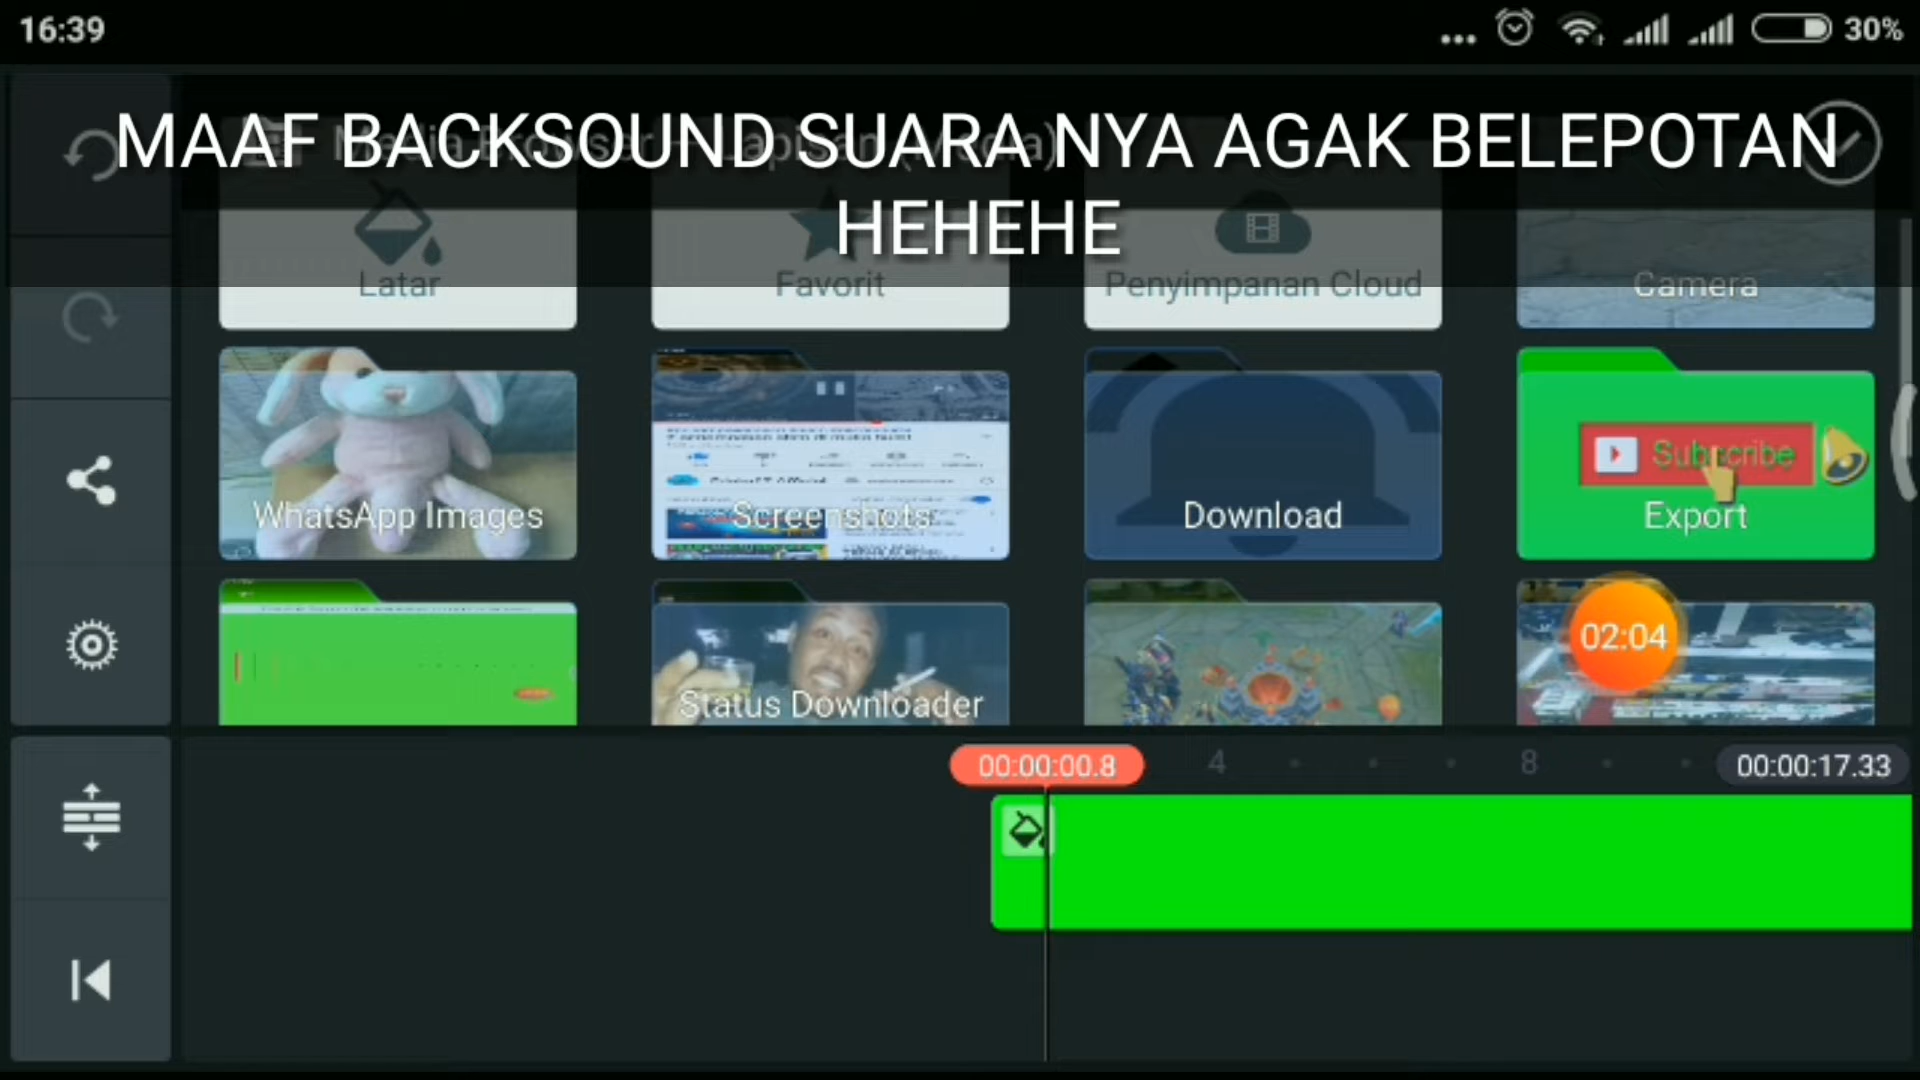 16:39
30%
MAAF BACKSOUND SUARA NYA AGAK BELEPOTAN
HEHEHE
Latar
Favorit
Penyimpanan Cloud
Camera
WhatsApp Images
Screenshots
Download
Subscribe
Export
Status Downloader
02:04
00:00:00.8
4
8
00:00:17.33